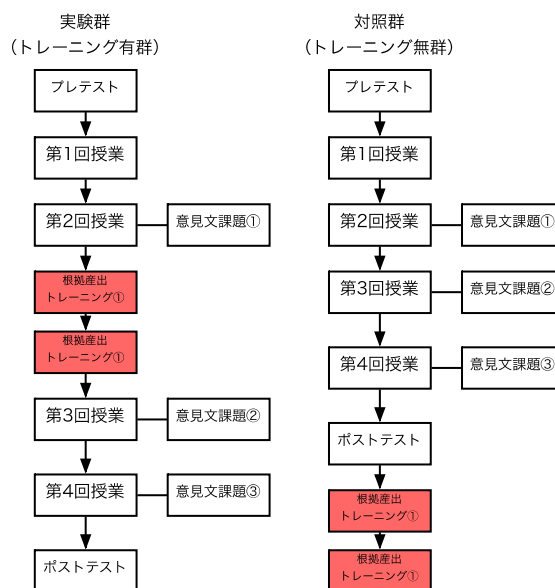 実験群
(トレーニング有群)
プレテスト
第1回授業
第2回授業
意見文課題①
根拠産出
トレーニング①
根拠産出
トレーニング①
第3回授業
意見文課題②
第4回授業
意見文課題③
ポストテスト
対照群
(トレーニング無群)
プレテスト
第1回授業
第2回授業
意見文課題①
第3回授業
意見文課題②
第4回授業
意見文課題③
ポストテスト
根拠産出
トレーニング①
根拠産出
トレーニング①